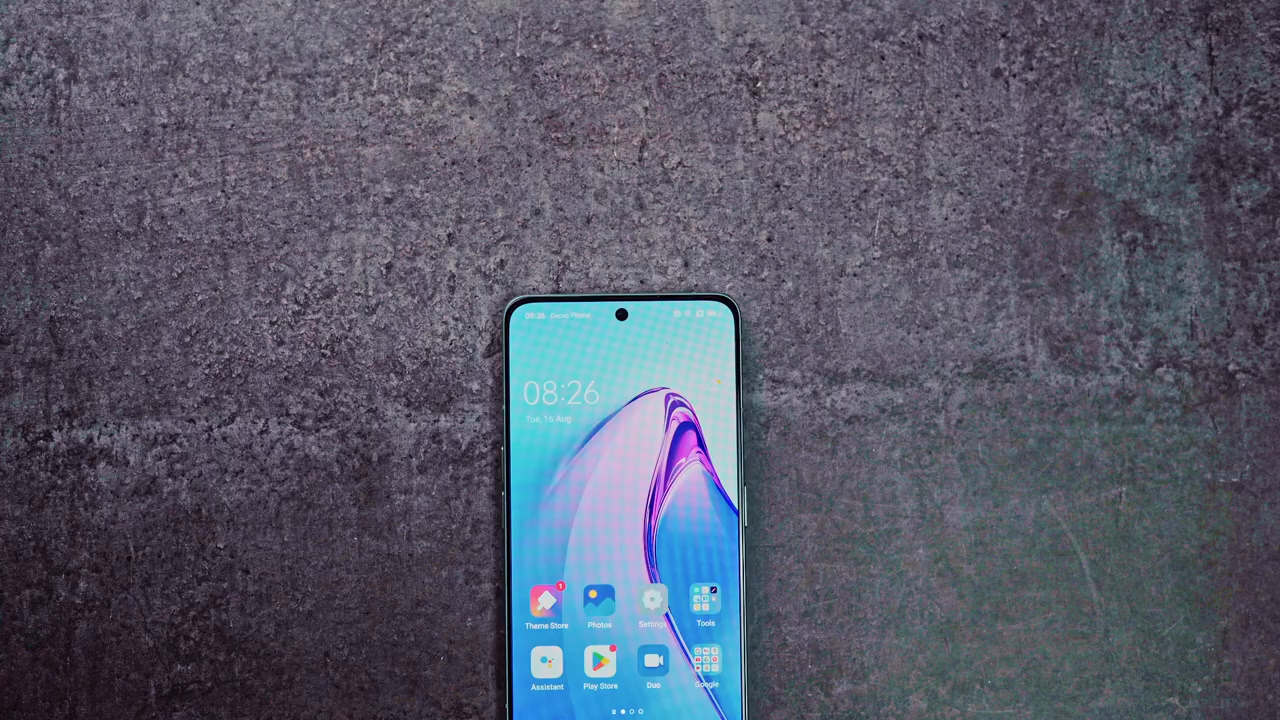 08:26 Demo Phone
08:26
Tue, 16 Aug
1
Theme Store Photos Settings Tools
Assistant Play Store Duo Google